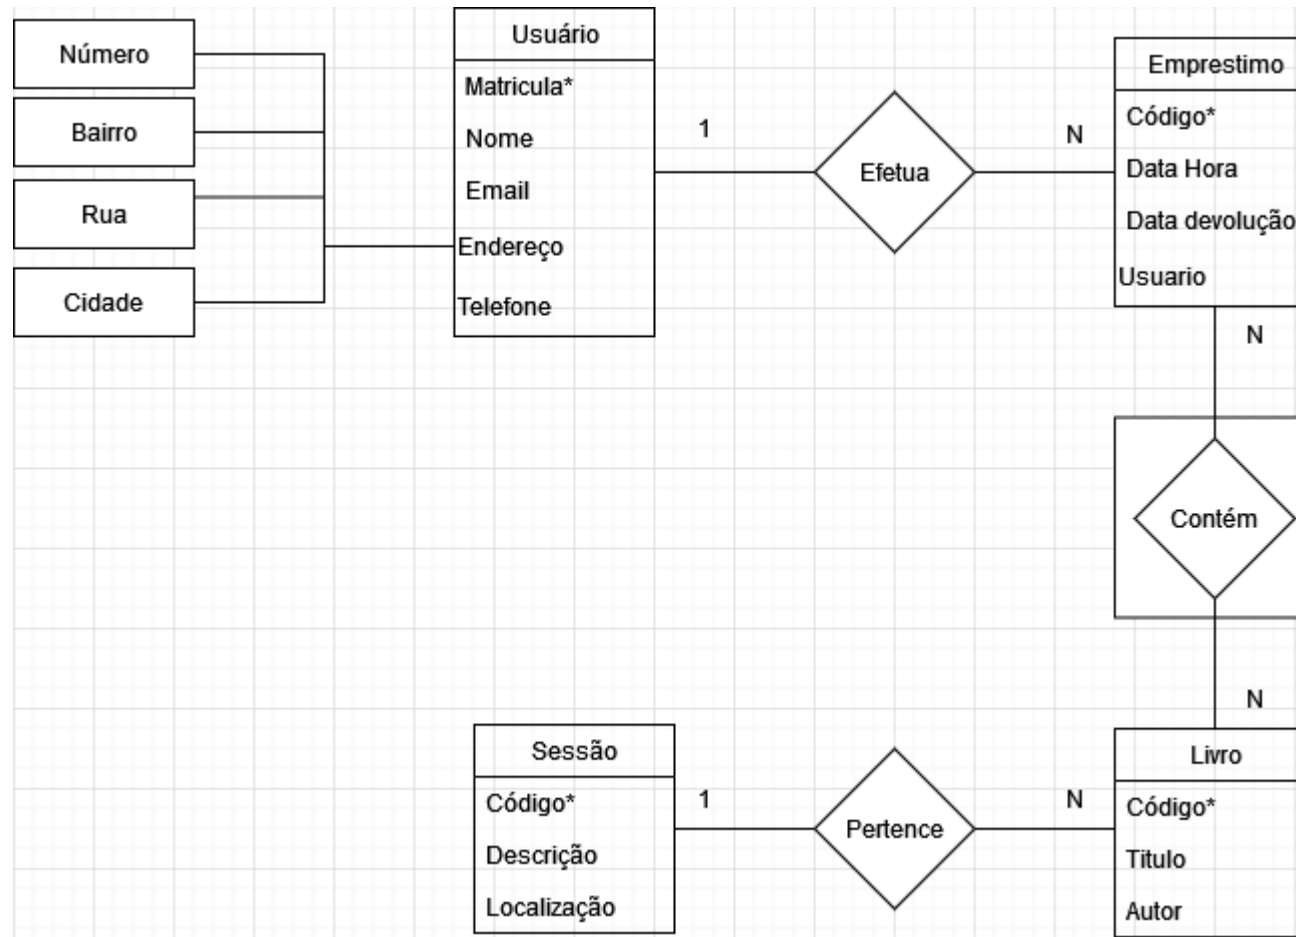 Número
Bairro
Rua
Cidade
Usuário
Matricula*
Nome
Email
Endereço
Telefone
1
Efetua
N
Emprestimo
Código*
Data Hora
Data devolução
Usuario
N
Contém
N
Sessão
Código*
Descrição
Localização
1
Pertence
N
Livro
Código*
Titulo
Autor